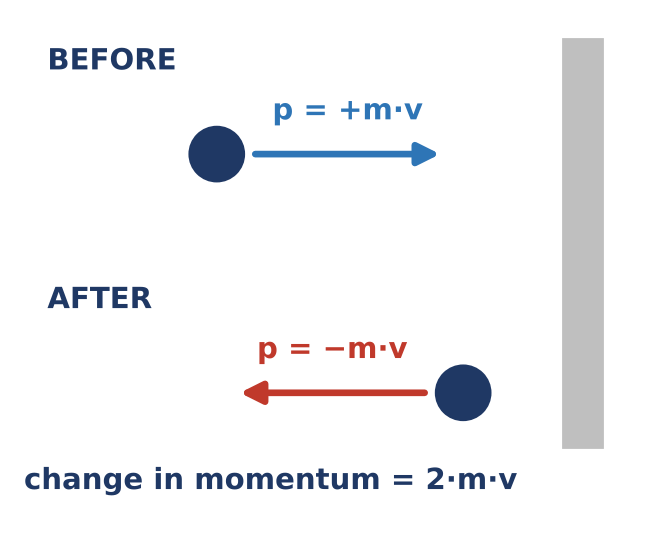 BEFORE
p = +m·v
AFTER
p = −m·v
change in momentum = 2·m·v